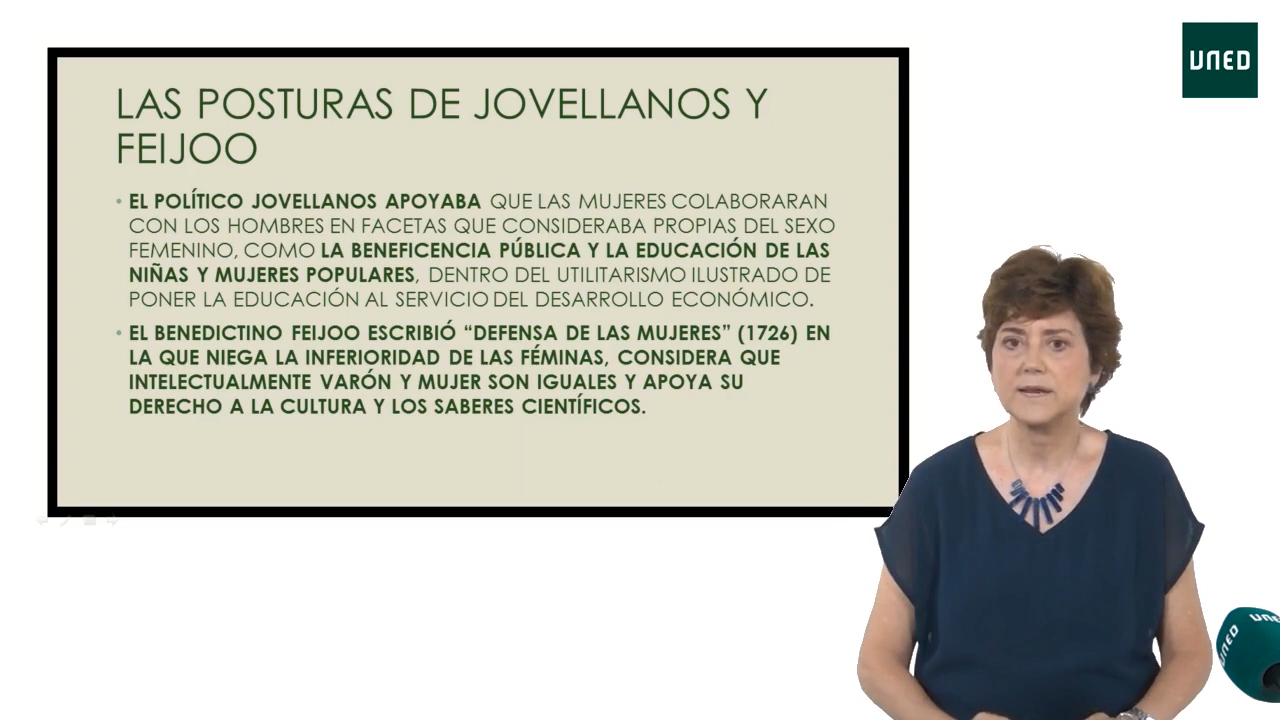 UNED
LAS POSTURAS DE JOVELLANOS Y
FEIJOO
• EL POLÍTICO JOVELLANOS APOYABA QUE LAS MUJERES COLABORARAN
CON LOS HOMBRES EN FACETAS QUE CONSIDERABA PROPIAS DEL SEXO
FEMENINO, COMO LA BENEFICENCIA PÚBLICA Y LA EDUCACIÓN DE LAS
NIÑAS Y MUJERES POPULARES, DENTRO DEL UTILITARISMO ILUSTRADO DE
PONER LA EDUCACIÓN AL SERVICIO DEL DESARROLLO ECONÓMICO.
• EL BENEDICTINO FEIJOO ESCRIBIÓ “DEFENSA DE LAS MUJERES” (1726) EN
LA QUE NIEGA LA INFERIORIDAD DE LAS FÉMINAS, CONSIDERA QUE
INTELECTUALMENTE VARÓN Y MUJER SON IGUALES Y APOYA SU
DERECHO A LA CULTURA Y LOS SABERES CIENTÍFICOS.
UNED
UNE